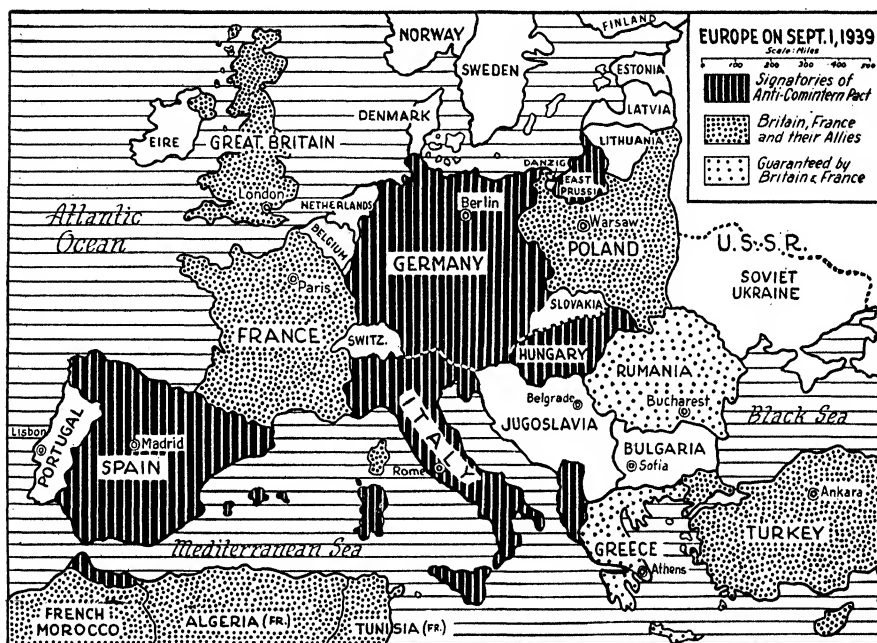 EUROPE ON SEPT. 1, 1939
Scale: Miles
0 100 200 300 400 500
Signatories of
Anti-Comintern Pact
Britain, France
and their Allies
Guaranteed by
Britain & France
NORWAY
FINLAND
SWEDEN
ESTONIA
LATVIA
DENMARK
LITHUANIA
EIRE
GREAT BRITAIN
DANZIG
EAST
PRUSSIA
London
NETHERLANDS
Berlin
Atlantic
Ocean
BELGIUM
Warsaw
POLAND
U.S.S.R.
SOVIET
UKRAINE
GERMANY
Paris
SLOVAKIA
FRANCE
SWITZ.
HUNGARY
RUMANIA
Belgrade
Bucharest
Black Sea
JUGOSLAVIA
ITALY
Lisbon
PORTUGAL
Madrid
SPAIN
Rome
BULGARIA
Sofia
Ankara
TURKEY
Mediterranean Sea
GREECE
Athens
FRENCH
MOROCCO
ALGERIA (FR.)
TUNISIA (FR.)